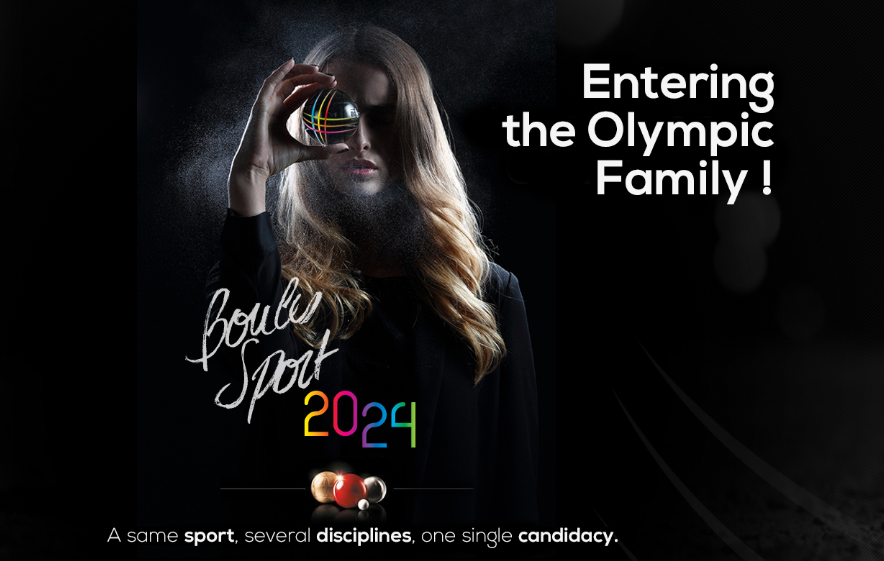 Entering
the Olympic
Family !
Boules
Sport
2024
A same sport, several disciplines, one single candidacy.